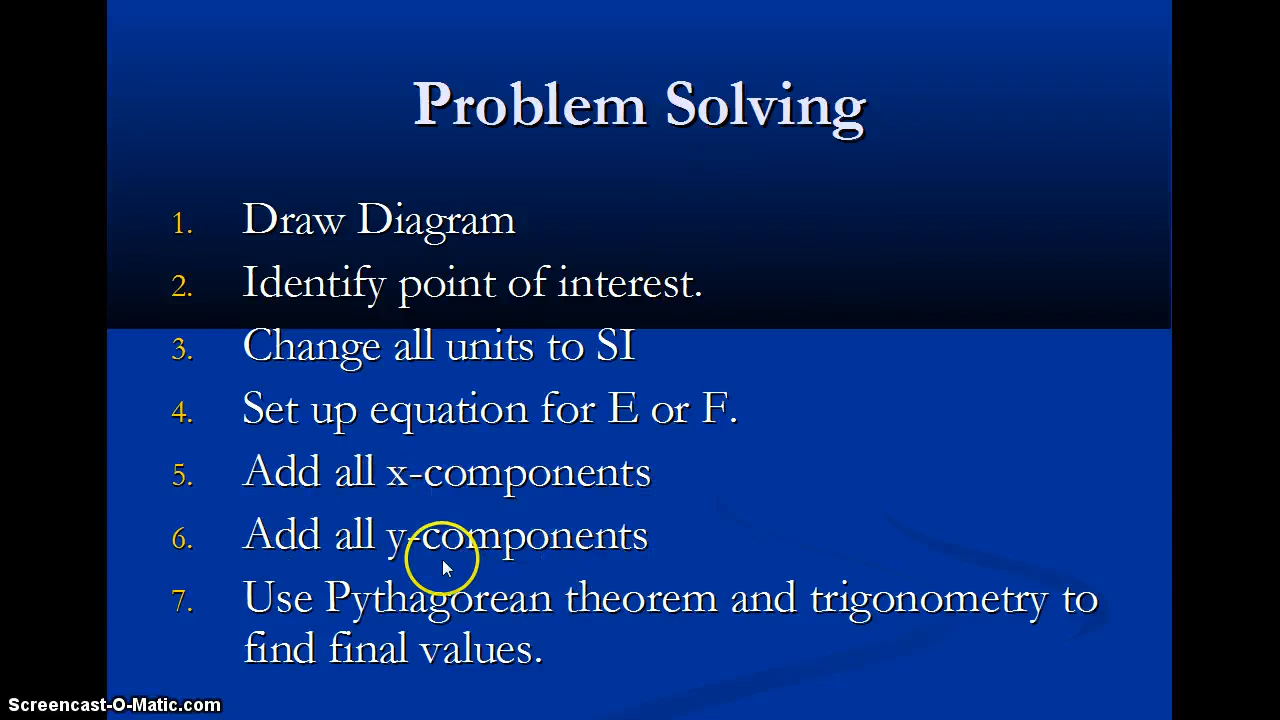 Problem Solving
1. Draw Diagram
2. Identify point of interest.
3. Change all units to SI
4. Set up equation for E or F.
5. Add all x-components
6. Add all y-components
7. Use Pythagorean theorem and trigonometry to
find final values.
Screencast-O-Matic.com